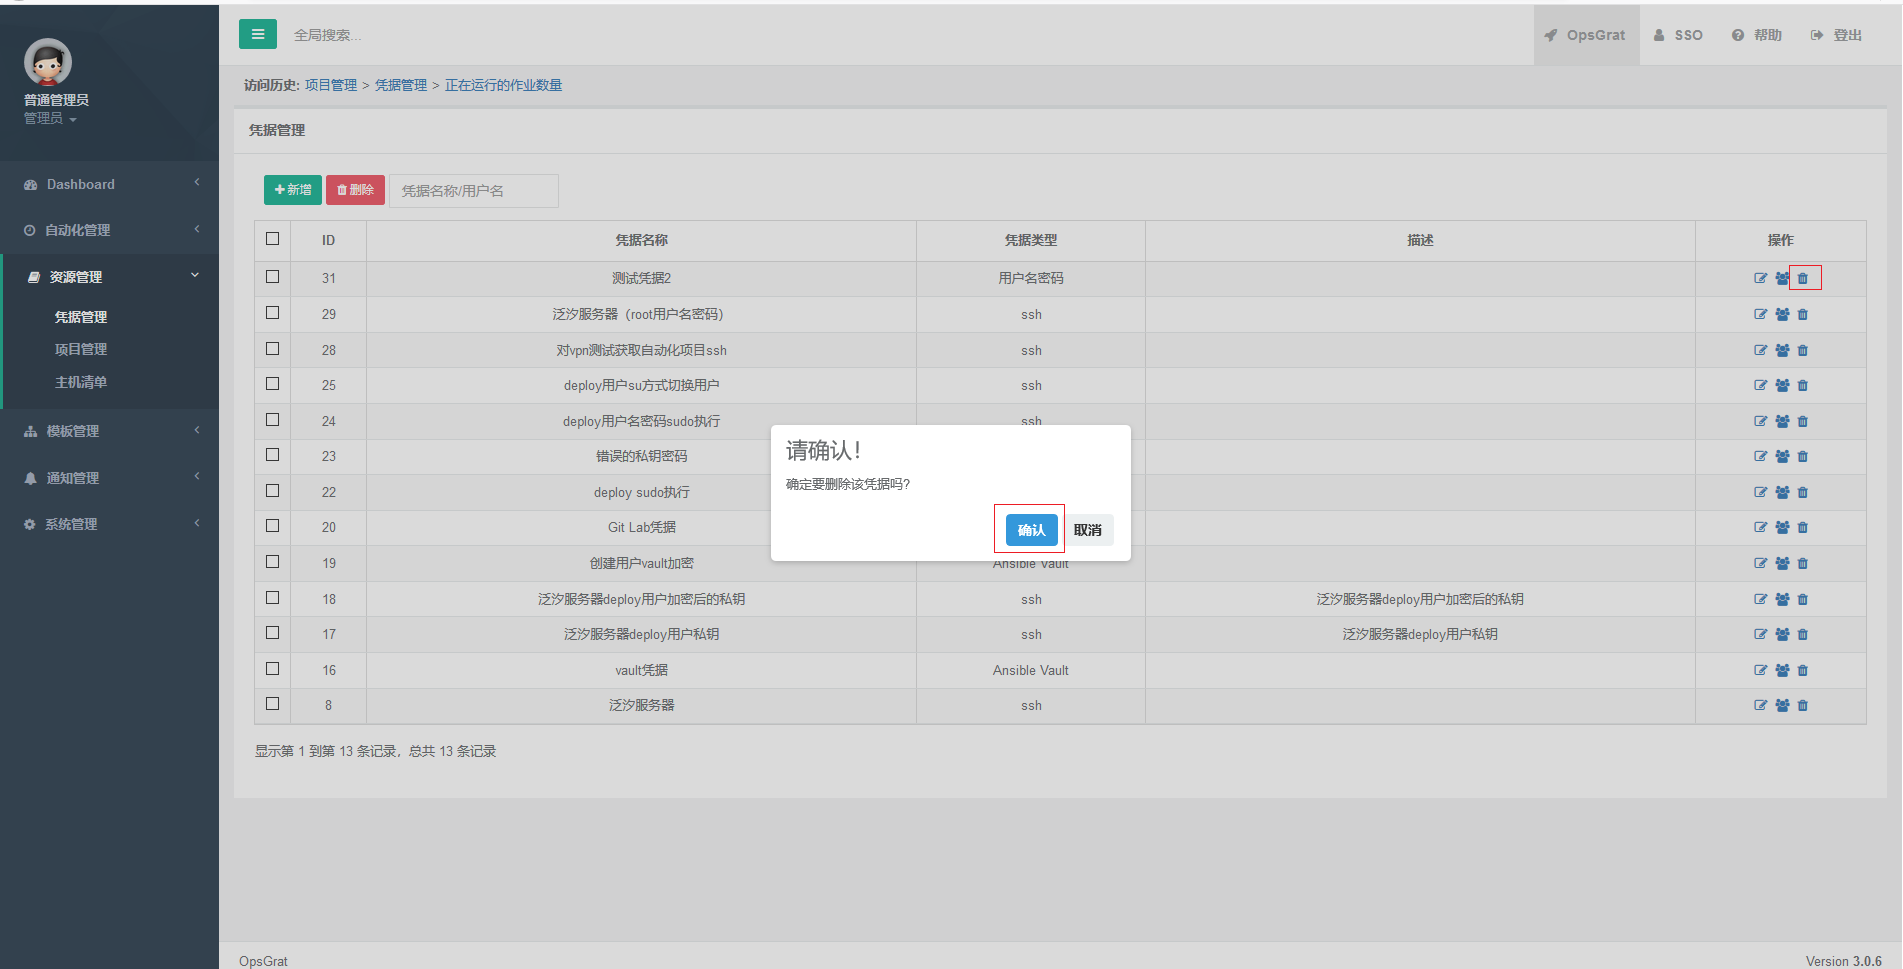 普通管理员
管理员
Dashboard
自动化管理
资源管理
凭据管理
项目管理
主机清单
模板管理
通知管理
系统管理
全局搜索...
OpsGrat
SSO
帮助
登出
访问历史: 项目管理 > 凭据管理 > 正在运行的作业数量
凭据管理
新增 删除 凭据名称/用户名
ID 凭据名称 凭据类型 描述 操作
31 测试凭据2 用户名密码
29 泛汐服务器（root用户名密码） ssh
28 对vpn测试获取自动化项目ssh ssh
25 deploy用户su方式切换用户 ssh
24 deploy用户名密码sudo执行 ssh
23 错误的私钥密码
22 deploy sudo执行
20 Git Lab凭据
19 创建用户vault加密 Ansible Vault
18 泛汐服务器deploy用户加密后的私钥 ssh 泛汐服务器deploy用户加密后的私钥
17 泛汐服务器deploy用户私钥 ssh 泛汐服务器deploy用户私钥
16 vault凭据 Ansible Vault
8 泛汐服务器 ssh
显示第 1 到第 13 条记录，总共 13 条记录
请确认！
确定要删除该凭据吗?
确认 取消
OpsGrat
Version 3.0.6